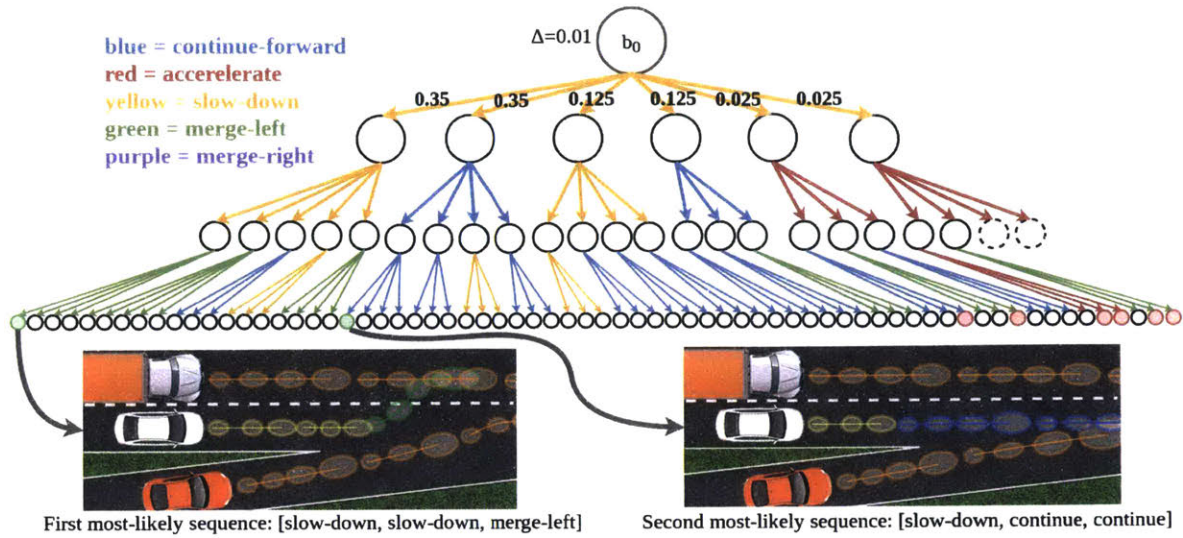 Δ=0.01
b₀
blue = continue-forward
red = accerelerate
yellow = slow-down
green = merge-left
purple = merge-right
0.35 0.35 0.125 0.125 0.025 0.025
First most-likely sequence: [slow-down, slow-down, merge-left]
Second most-likely sequence: [slow-down, continue, continue]